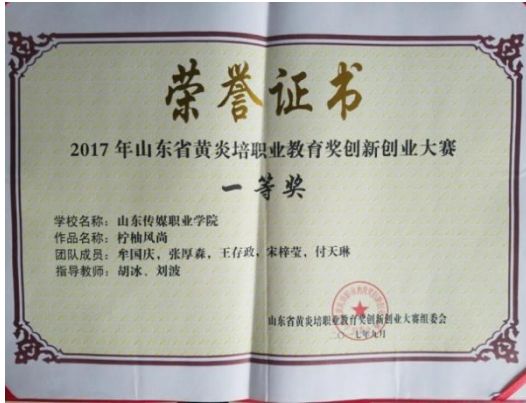 荣誉证书
2017年山东省黄炎培职业教育奖创新创业大赛
一等奖
学校名称：山东传媒职业学院
作品名称：柠柚风尚
团队成员：牟国庆，张厚森，王存政，宋梓莹，付天琳
指导教师：胡冰、刘波
山东省黄炎培职业教育奖创新创业大赛组委会
二〇一七年九月